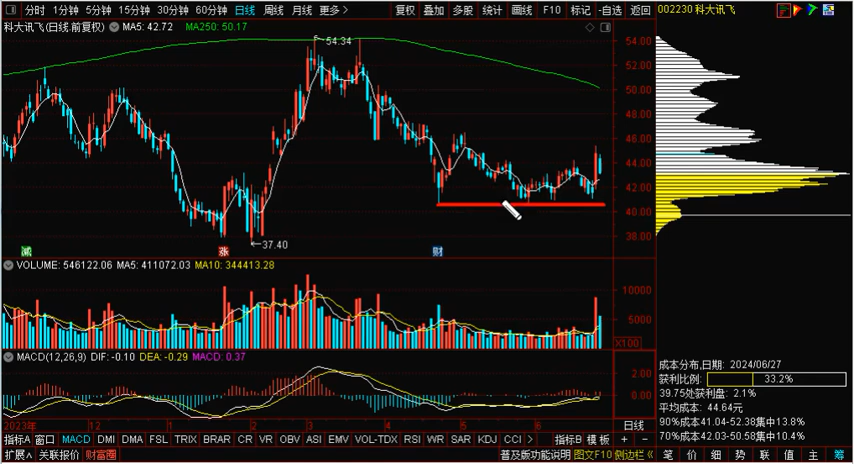 分时 1分钟 5分钟 15分钟 30分钟 60分钟 日线 周线 月线 更多 复权 叠加 多股 统计 画线 F10 标记 -自选 返回 002230 科大讯飞
科大讯飞(日线.前复权) MA5: 42.72 MA250: 50.17
54.34
54.00
52.00
50.00
48.00
46.00
44.00
42.00
40.00
38.00
37.40
减 涨 财
VOLUME: 546122.06 MA5: 411072.03 MA10: 344413.28
10000
5000
X100
MACD(12,26,9) DIF: -0.10 DEA: -0.29 MACD: 0.37
2.00
0.00
成本分布,日期: 2024/06/27
获利比例: 33.2%
39.75处获利盘: 2.1%
平均成本: 44.64元
90%成本41.04-52.38集中13.8%
70%成本42.03-50.58集中10.4%
2023年 12 1 2 3 4 5 6 日线
指标A 窗口 MACD DMI DMA FSL TRIX BRAR CR VR OBV ASI EMV VOL-TDX RSI WR SAR KDJ CCI 指标B 模板 + -
扩展∧ 关联报价 财富圈 普及版功能说明 图文F10 侧边栏《 笔 价 细 势 联 值 主 筹